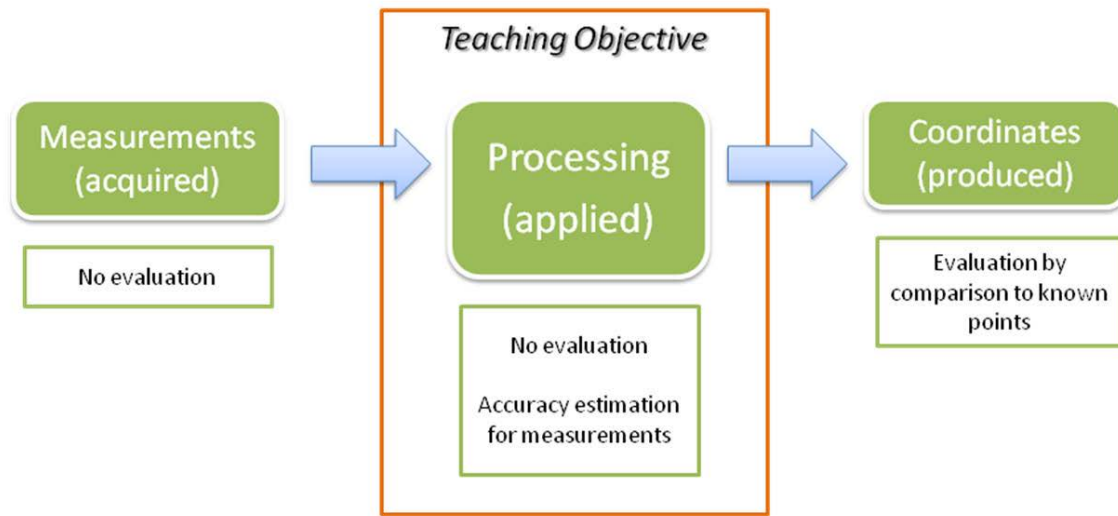 Teaching Objective
Measurements
(acquired)
No evaluation
Processing
(applied)
No evaluation
Accuracy estimation
for measurements
Coordinates
(produced)
Evaluation by
comparison to known
points